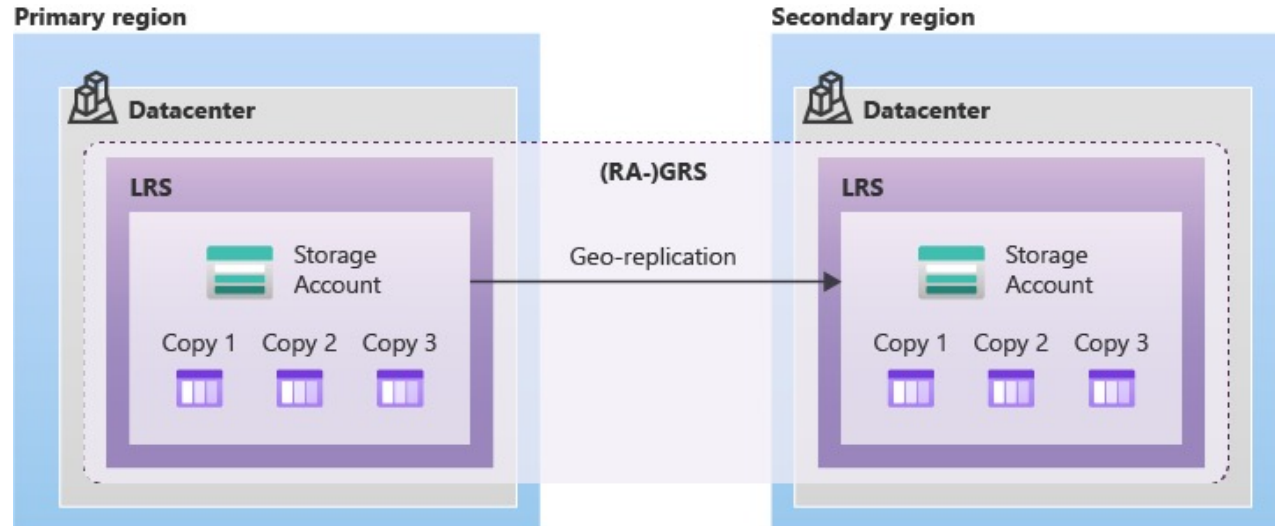 Primary region
Secondary region
Datacenter
Datacenter
(RA-)GRS
LRS
LRS
Storage
Account
Geo-replication
Storage
Account
Copy 1 Copy 2 Copy 3
Copy 1 Copy 2 Copy 3